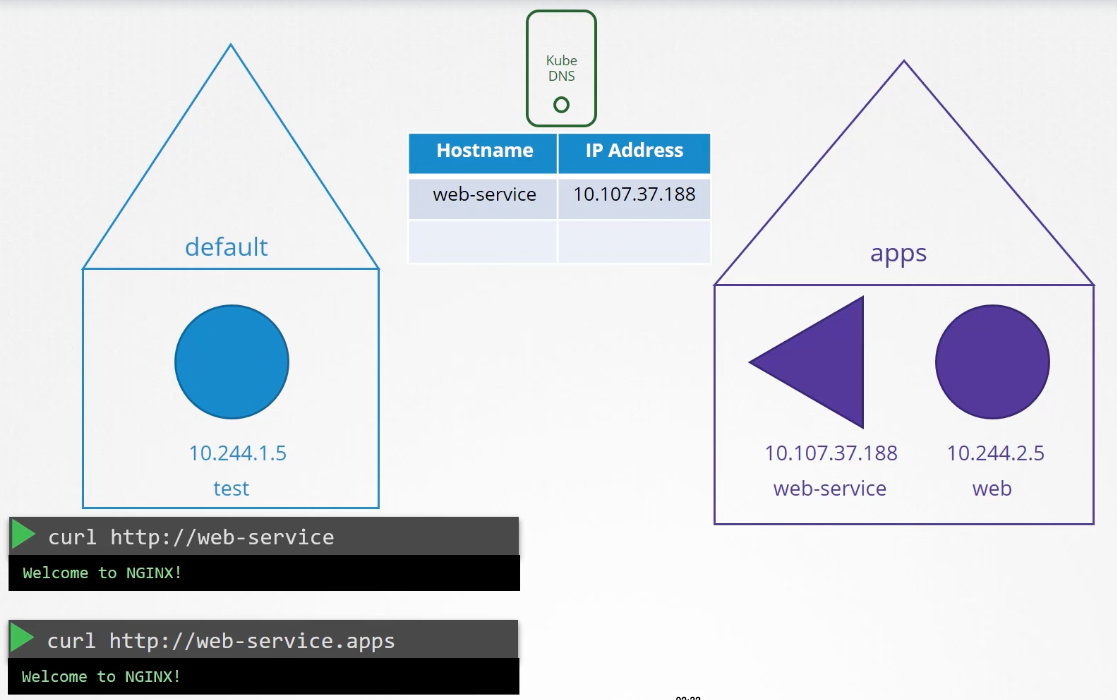 Kube
DNS
Hostname IP Address
web-service 10.107.37.188
default
apps
10.244.1.5
test
10.107.37.188 10.244.2.5
web-service web
curl http://web-service
Welcome to NGINX!
curl http://web-service.apps
Welcome to NGINX!